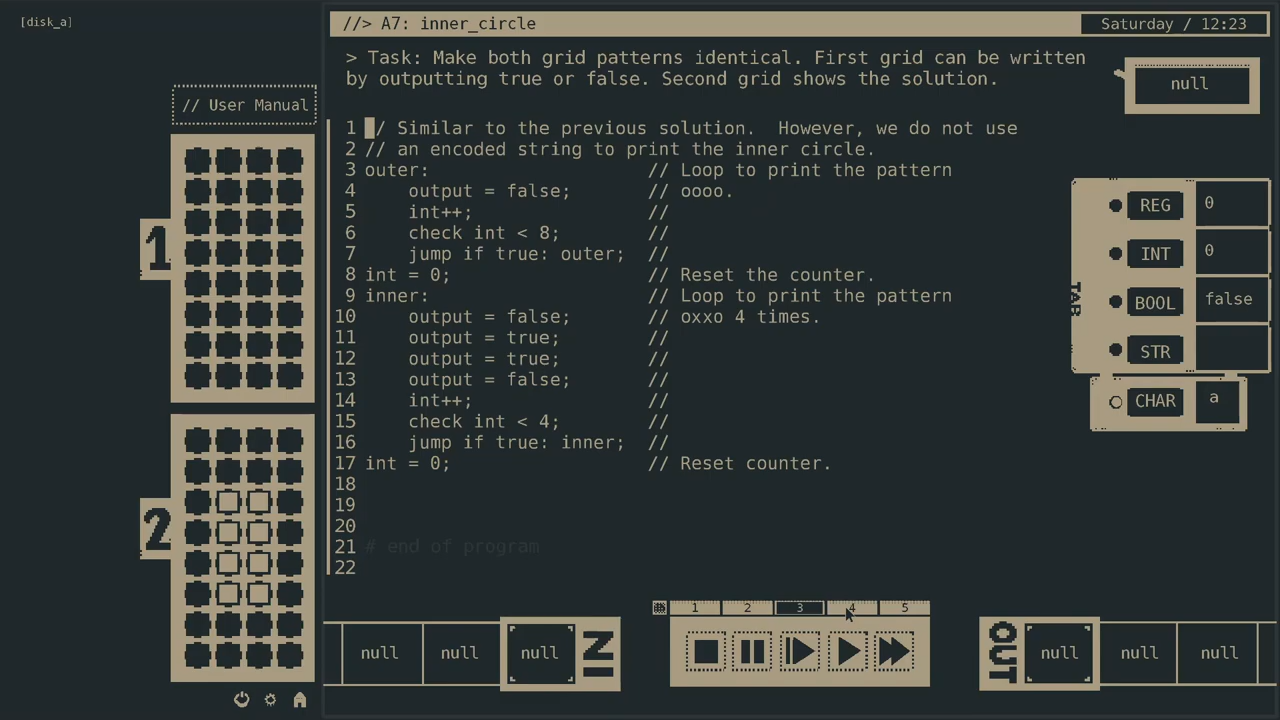 [disk_a]
//> A7: inner_circle
Saturday / 12:23
> Task: Make both grid patterns identical. First grid can be written
by outputting true or false. Second grid shows the solution.
null
// User Manual
1
2
1 // Similar to the previous solution.  However, we do not use
2 // an encoded string to print the inner circle.
3 outer:                    // Loop to print the pattern
4     output = false;       // oooo.
5     int++;                //
6     check int < 8;        //
7     jump if true: outer;  //
8 int = 0;                  // Reset the counter.
9 inner:                    // Loop to print the pattern
10     output = false;       // oxxo 4 times.
11     output = true;        //
12     output = true;        //
13     output = false;       //
14     int++;                //
15     check int < 4;        //
16     jump if true: inner;  //
17 int = 0;                  // Reset counter.
18
19
20
21 # end of program
22
TAB
REG 0
INT 0
BOOL false
STR
CHAR a
1 2 3 4 5
null null null IN
OUT null null null